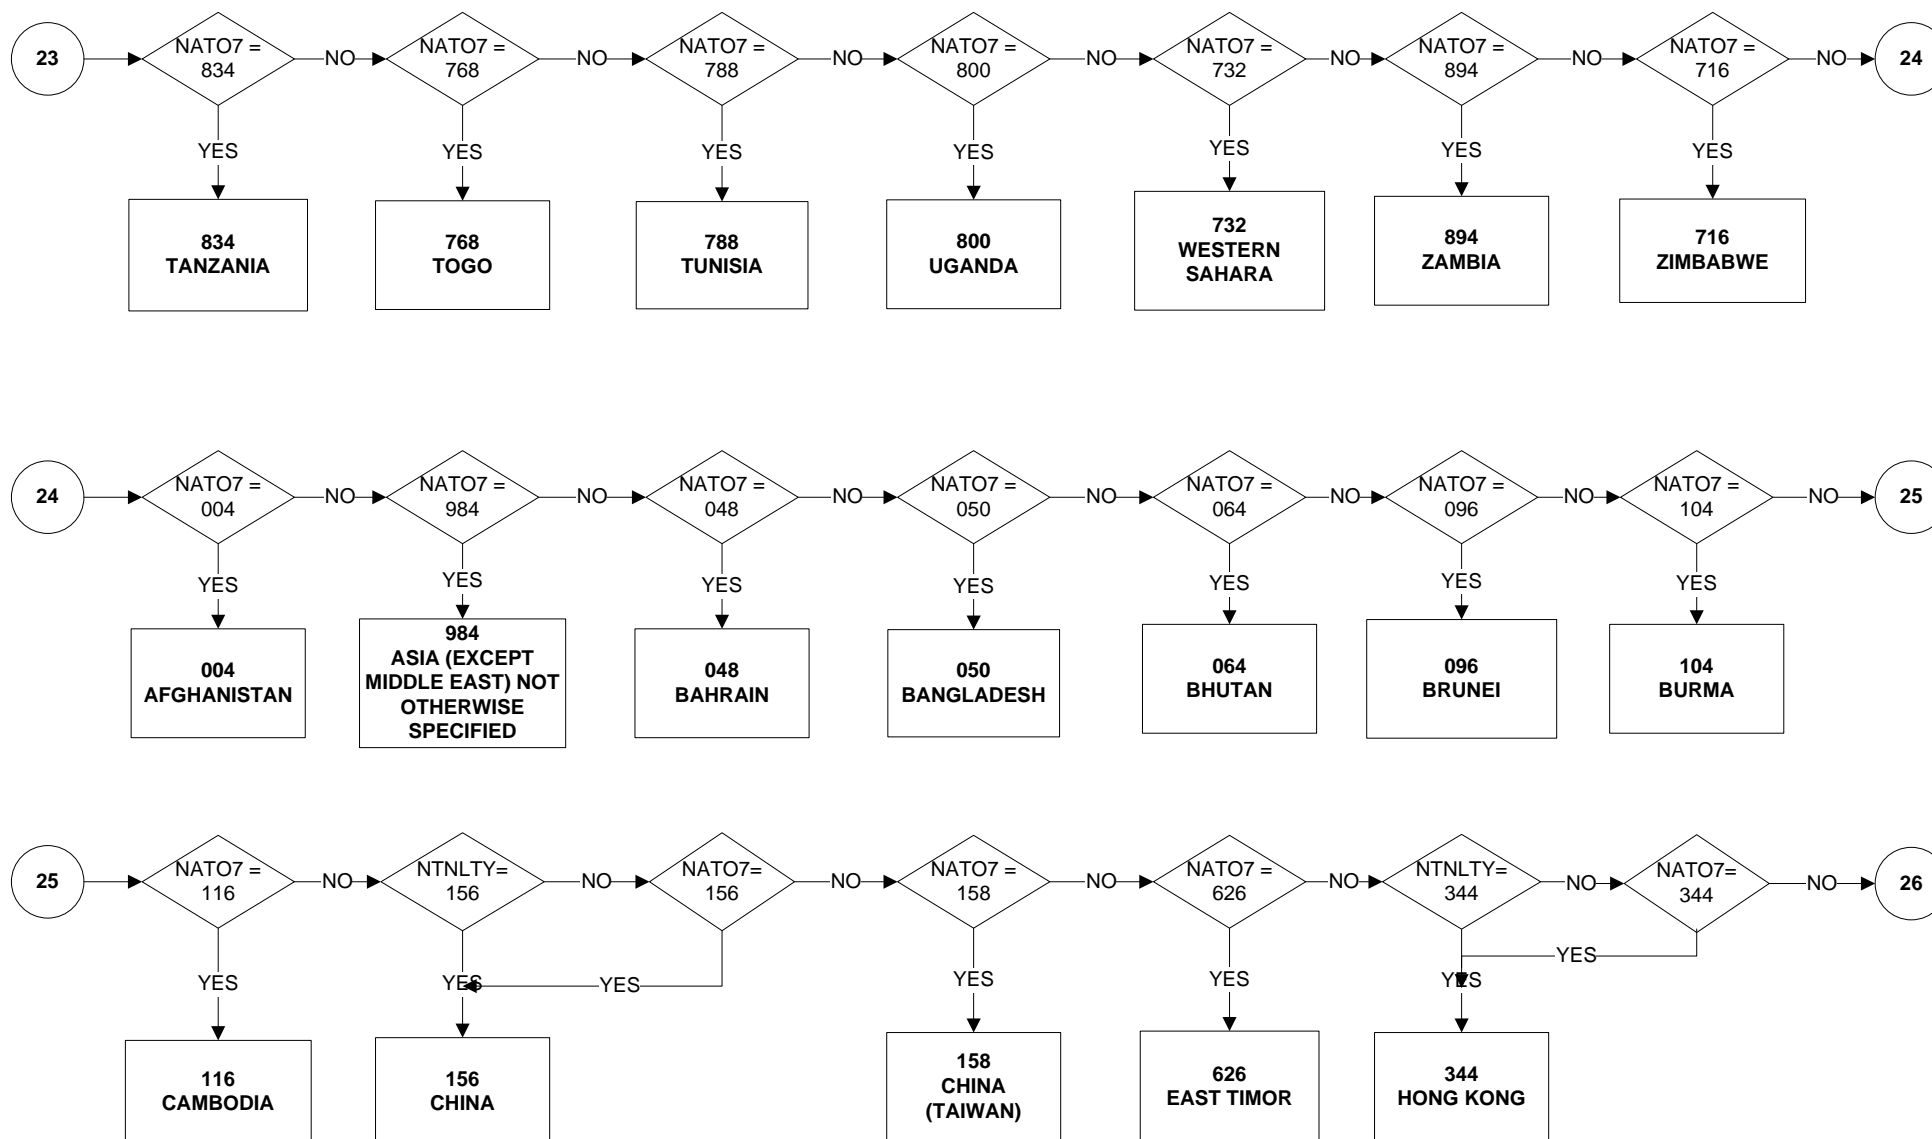 23
NATO7 =
834
NO
NATO7 =
768
NO
NATO7 =
788
NO
NATO7 =
800
NO
NATO7 =
732
NO
NATO7 =
894
NO
NATO7 =
716
NO
24
YES
YES
YES
YES
YES
YES
YES
834
TANZANIA
768
TOGO
788
TUNISIA
800
UGANDA
732
WESTERN
SAHARA
894
ZAMBIA
716
ZIMBABWE
24
NATO7 =
004
NO
NATO7 =
984
NO
NATO7 =
048
NO
NATO7 =
050
NO
NATO7 =
064
NO
NATO7 =
096
NO
NATO7 =
104
NO
25
YES
YES
YES
YES
YES
YES
YES
004
AFGHANISTAN
984
ASIA (EXCEPT
MIDDLE EAST) NOT
OTHERWISE
SPECIFIED
048
BAHRAIN
050
BANGLADESH
064
BHUTAN
096
BRUNEI
104
BURMA
25
NATO7 =
116
NO
NTNLTY=
156
NO
NATO7=
156
NO
NATO7 =
158
NO
NATO7 =
626
NO
NTNLTY=
344
NO
NATO7=
344
NO
26
YES
YES
YES
YES
YES
YES
YES
116
CAMBODIA
156
CHINA
158
CHINA
(TAIWAN)
626
EAST TIMOR
344
HONG KONG